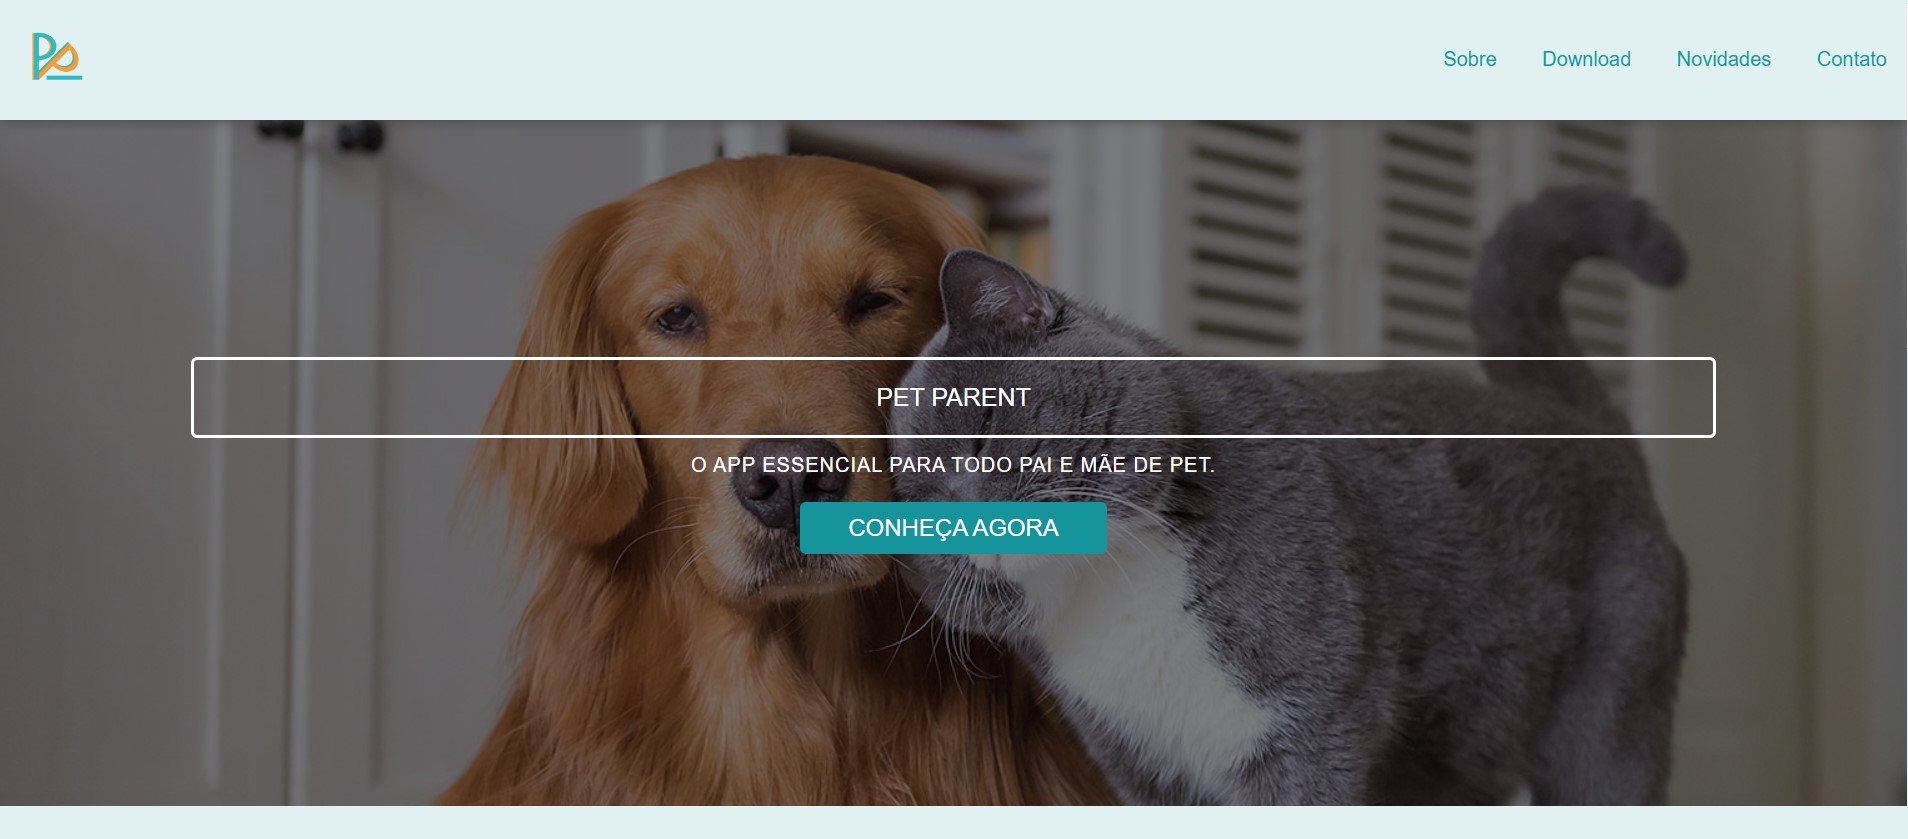 Sobre Download Novidades Contato
PET PARENT
O APP ESSENCIAL PARA TODO PAI E MÃE DE PET.
CONHEÇA AGORA